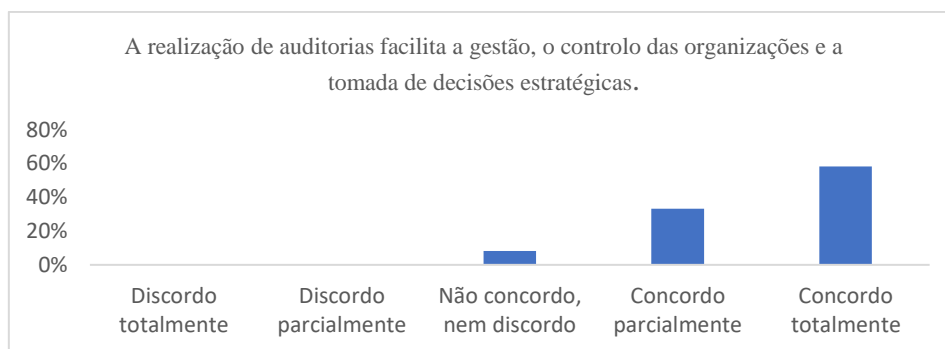 A realização de auditorias facilita a gestão, o controlo das organizações e a
tomada de decisões estratégicas.
80%
60%
40%
20%
0%
Discordo
totalmente
Discordo
parcialmente
Não concordo,
nem discordo
Concordo
parcialmente
Concordo
totalmente